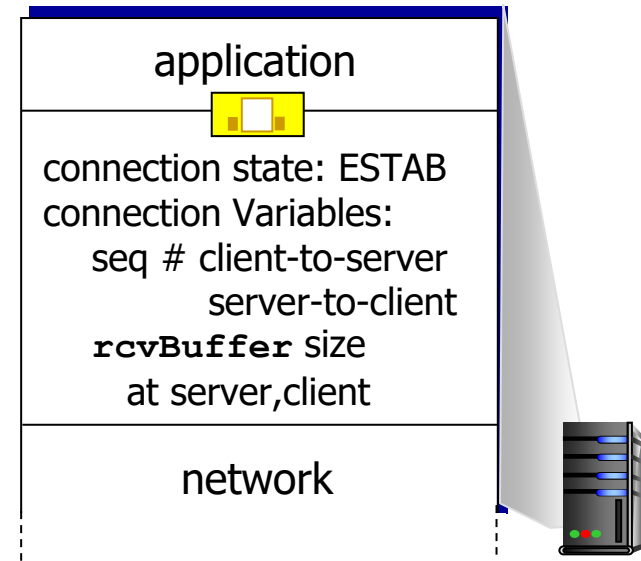 application
connection state: ESTAB
connection Variables:
seq # client-to-server
server-to-client
rcvBuffer size
at server,client
network